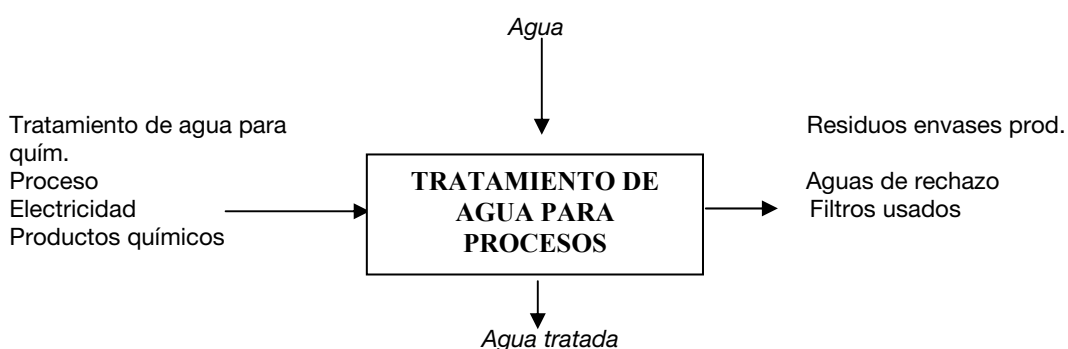 Agua
Tratamiento de agua para
quím.
Proceso
Electricidad
Productos químicos
TRATAMIENTO DE
AGUA PARA
PROCESOS
Residuos envases prod.
Aguas de rechazo
Filtros usados
Agua tratada